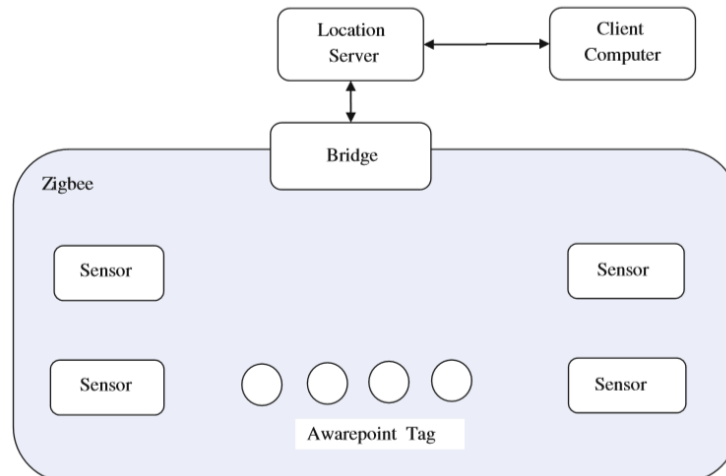 Location
Server
Client
Computer
Bridge
Zigbee
Sensor
Sensor
Sensor
Sensor
Awarepoint Tag